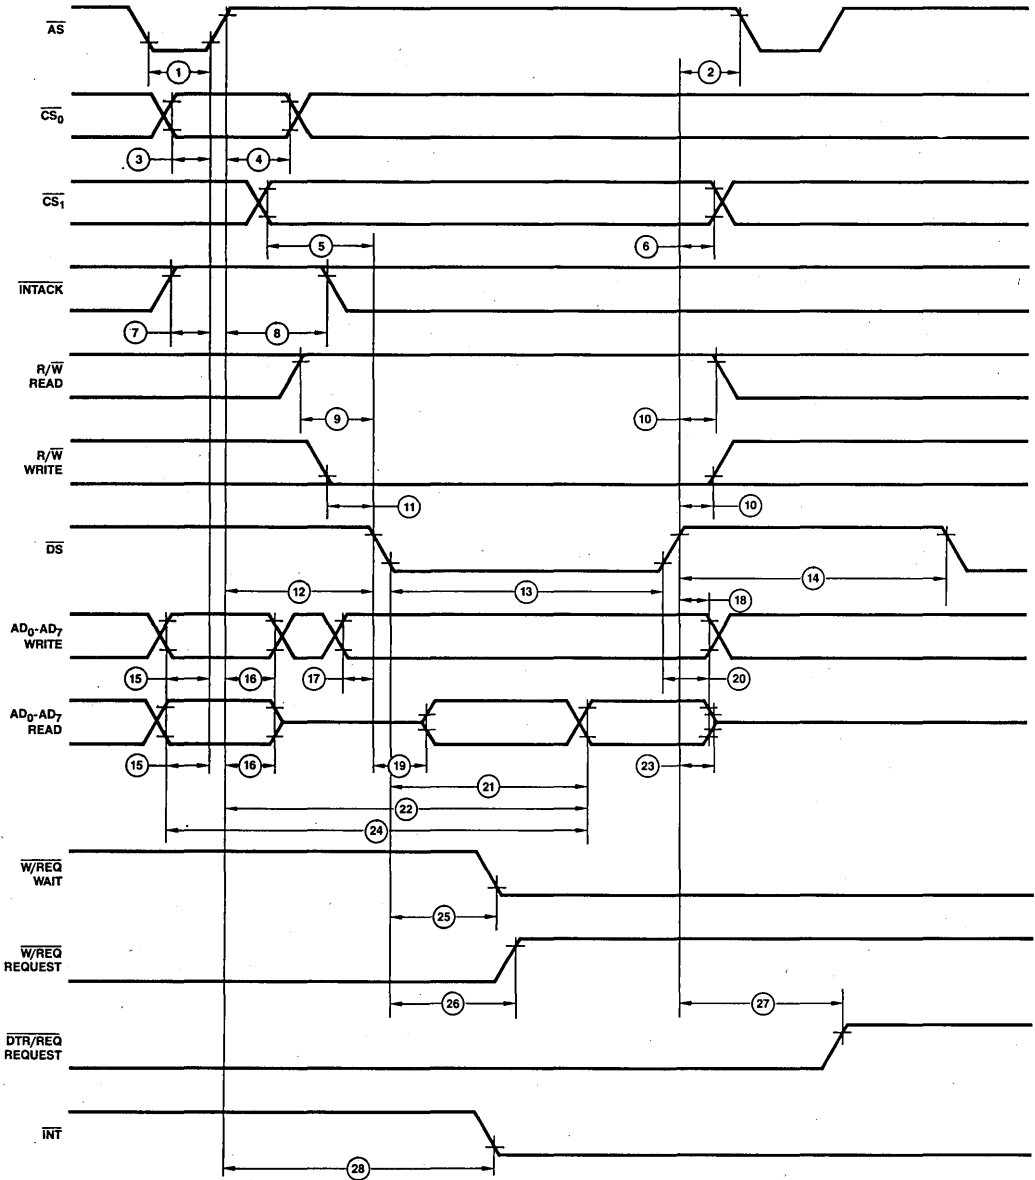 AS
1
2
CS0
3
4
CS1
5
6
INTACK
7
8
R/W
READ
9
10
R/W
WRITE
11
10
DS
12
13
14
18
AD0-AD7
WRITE
15
16
17
20
AD0-AD7
READ
15
16
19
23
21
22
24
W/REQ
WAIT
25
W/REQ
REQUEST
26
27
DTR/REQ
REQUEST
INT
28